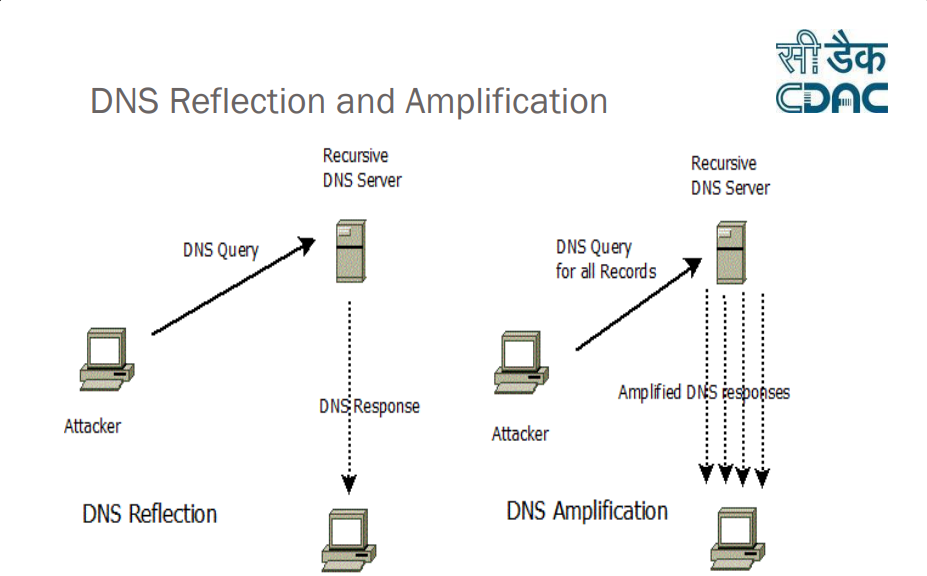 सी डैक
CDAC
DNS Reflection and Amplification
Recursive
DNS Server
DNS Query
Attacker
DNS Response
DNS Reflection
Recursive
DNS Server
DNS Query
for all Records
Attacker
Amplified DNS responses
DNS Amplification